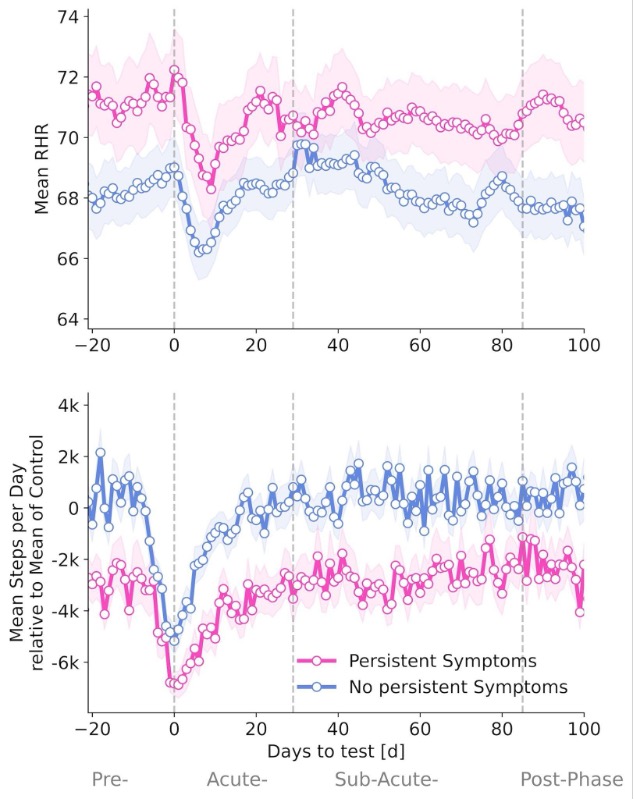 74
72
70
68
66
64
Mean RHR
−20 0 20 40 60 80 100
4k
2k
0
-2k
-4k
-6k
Mean Steps per Day
relative to Mean of Control
Persistent Symptoms
No persistent Symptoms
−20 0 20 40 60 80 100
Days to test [d]
Pre- Acute- Sub-Acute- Post-Phase